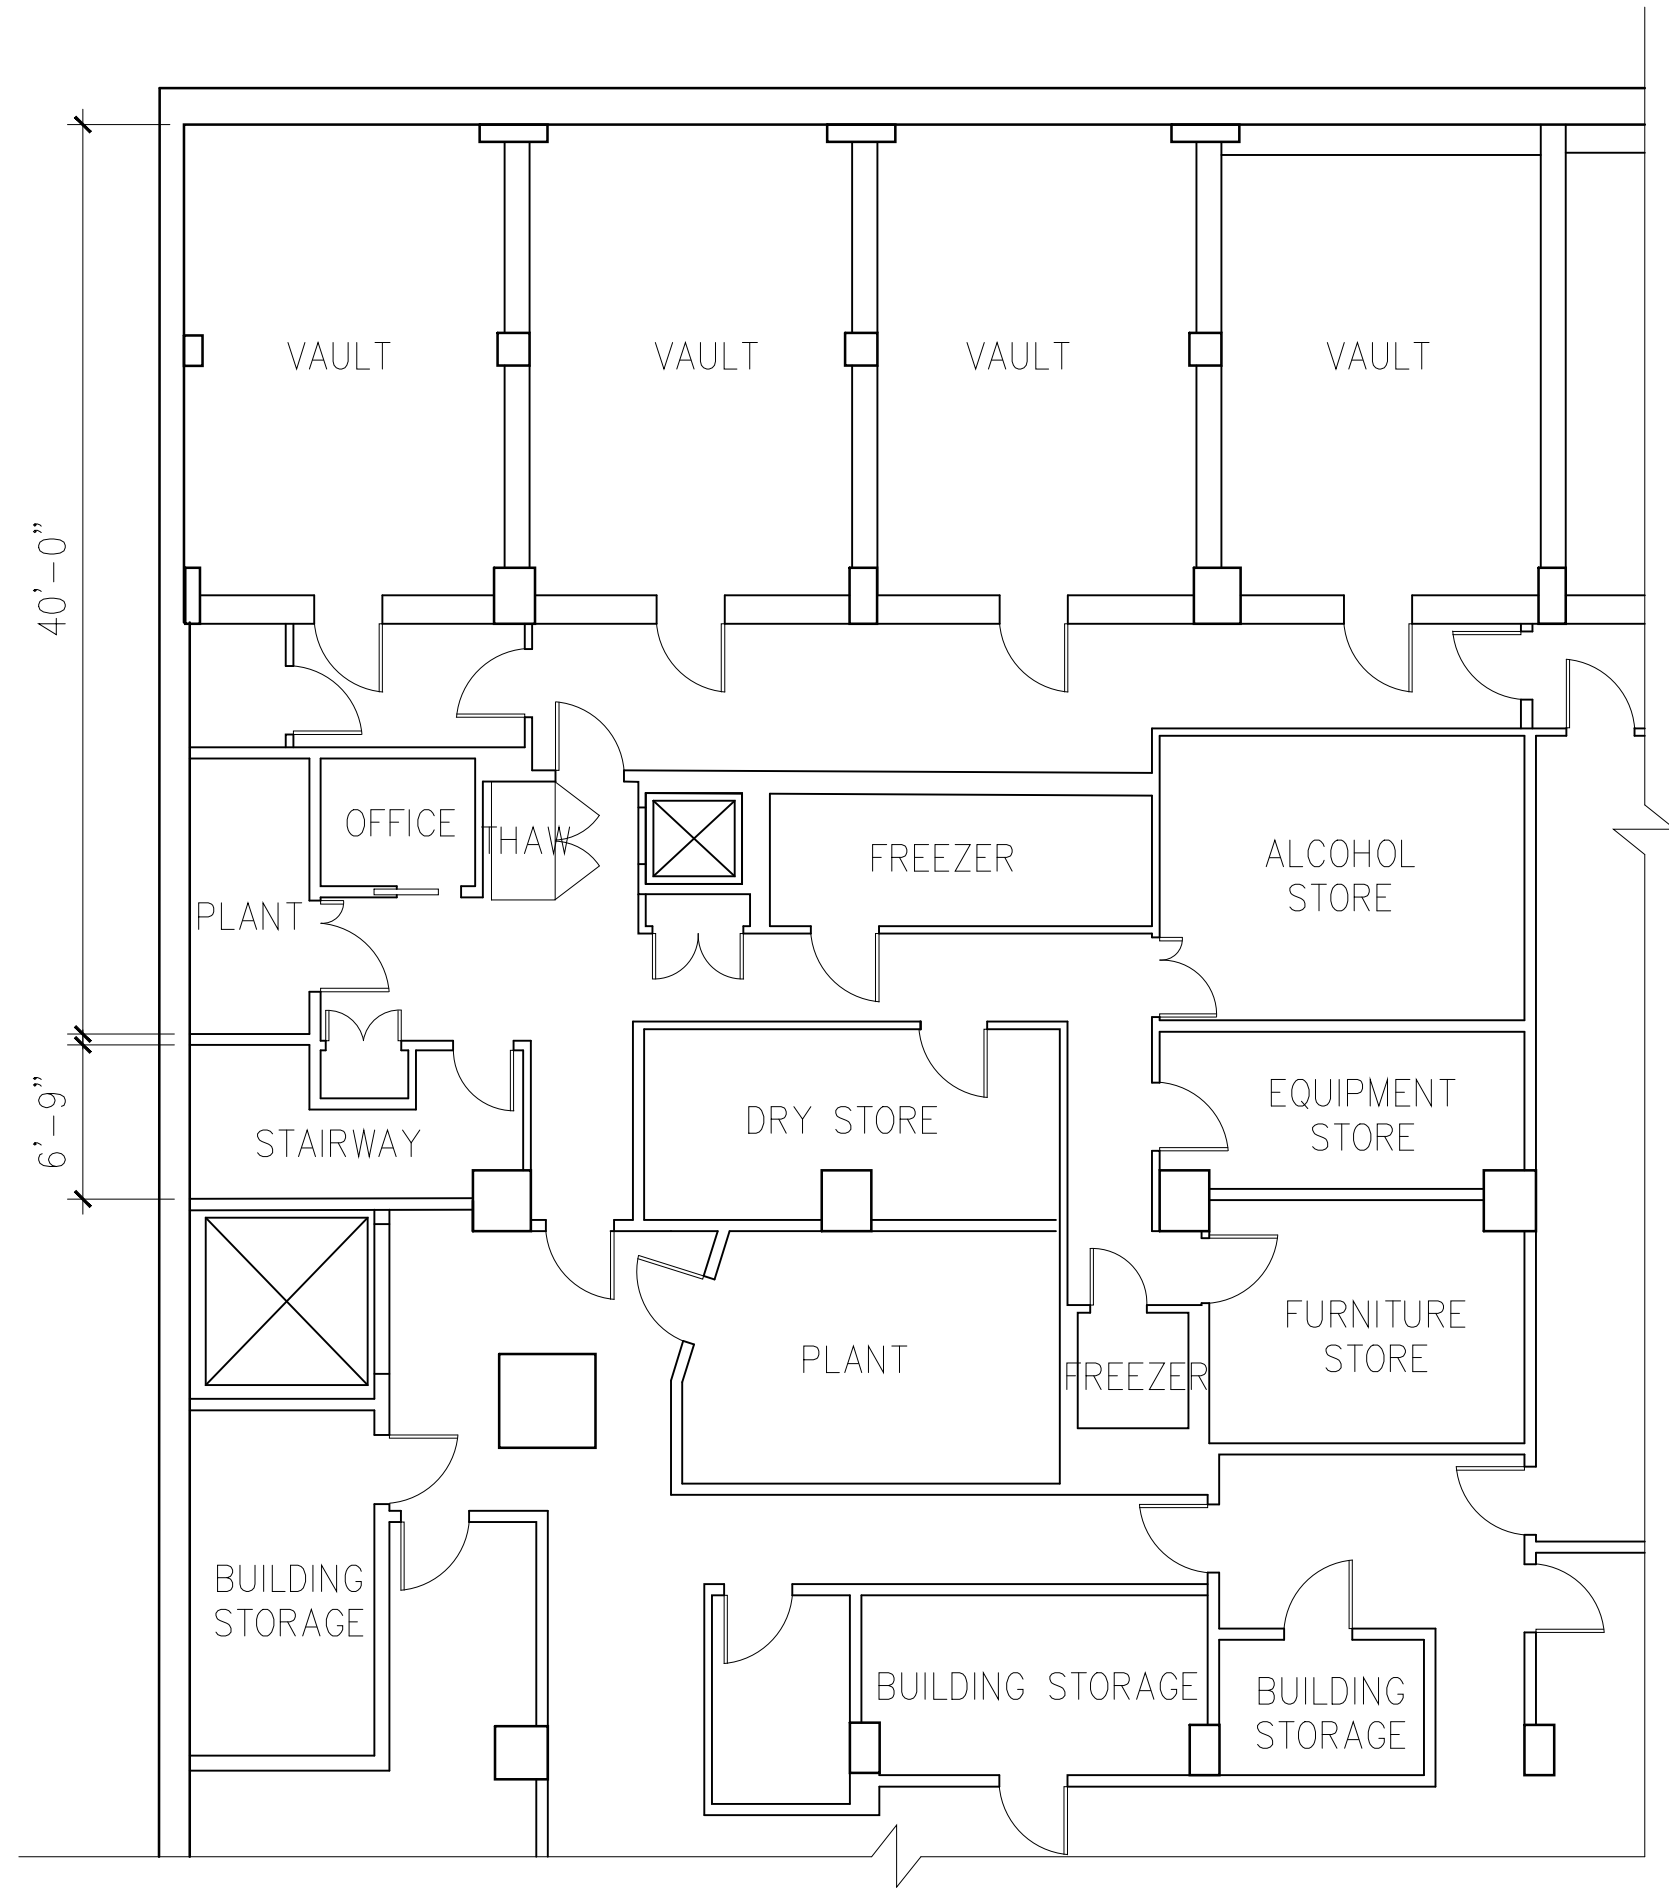 VAULT
VAULT
VAULT
VAULT
40'-0"
OFFICE
THAW
FREEZER
ALCOHOL
STORE
PLANT
6'-9"
STAIRWAY
DRY STORE
EQUIPMENT
STORE
PLANT
FREEZER
FURNITURE
STORE
BUILDING
STORAGE
BUILDING STORAGE
BUILDING
STORAGE